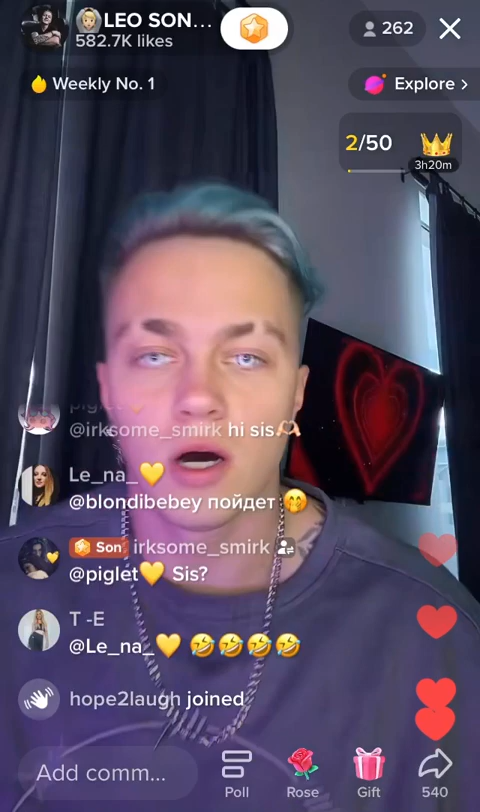 LEO SON...
582.7K likes
262
Weekly No. 1
Explore >
2/50
3h20m
piglet
@irksome_smirk hi sis
Le_na_
@blondibebey пойдет
Son irksome_smirk
@piglet Sis?
T -E
@Le_na_
hope2laugh joined
Add comm...
Poll
Rose
Gift
540